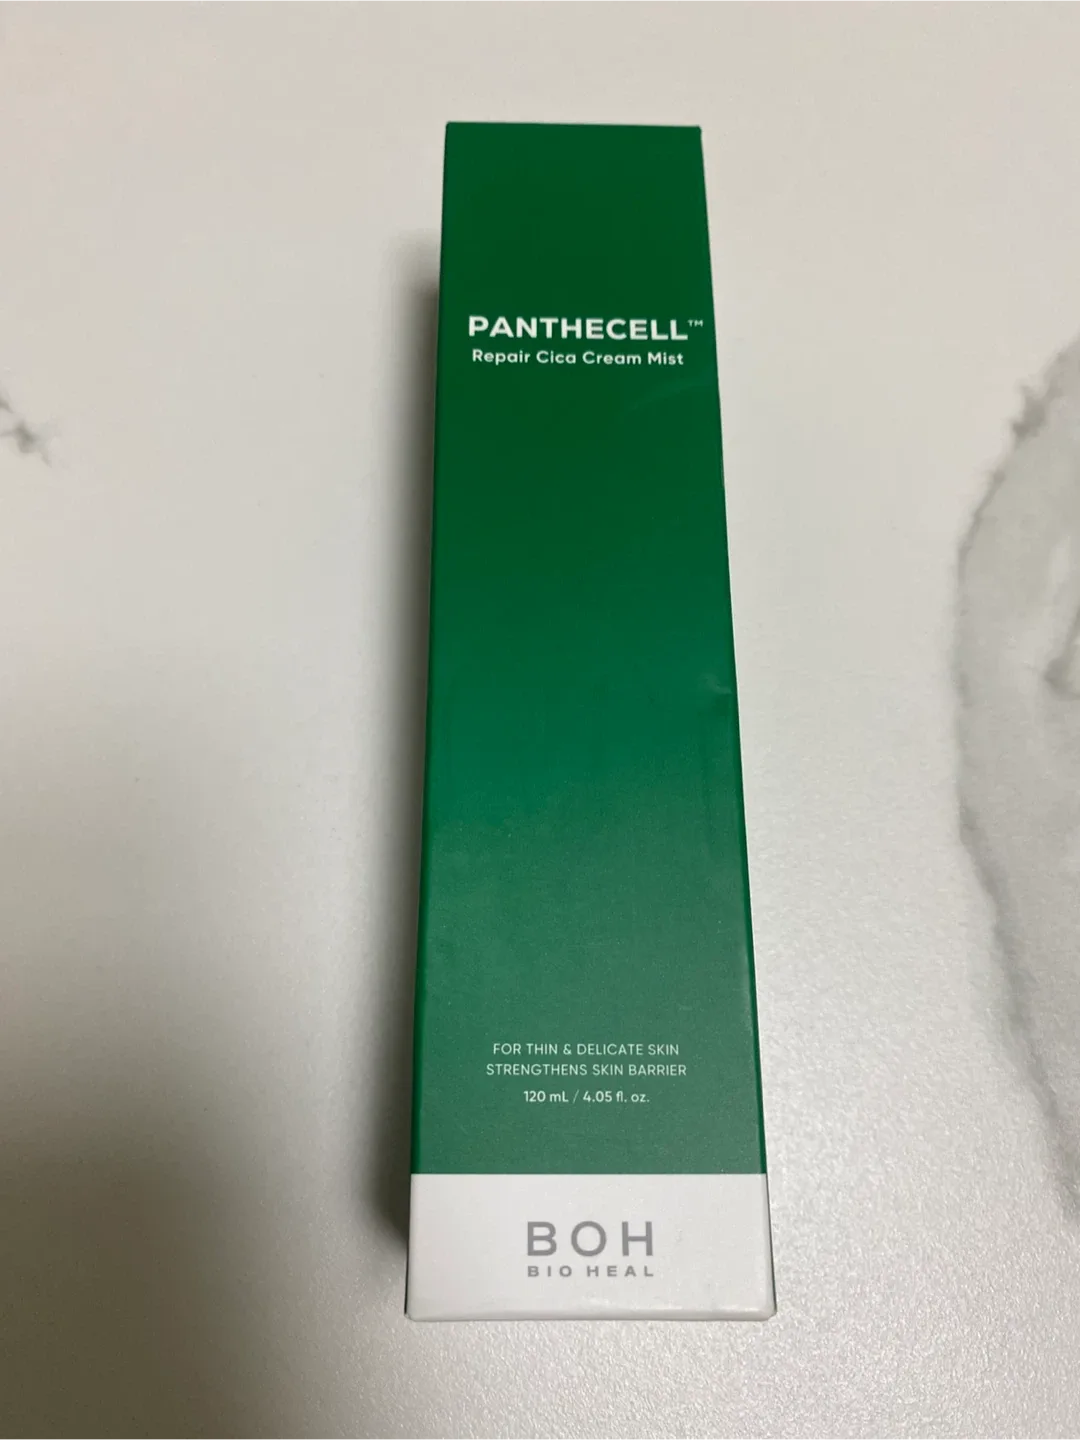 PANTHECELL™
Repair Cica Cream Mist
FOR THIN & DELICATE SKIN
STRENGTHENS SKIN BARRIER
120 mL / 4.05 fl. oz.
BOH
BIO HEAL